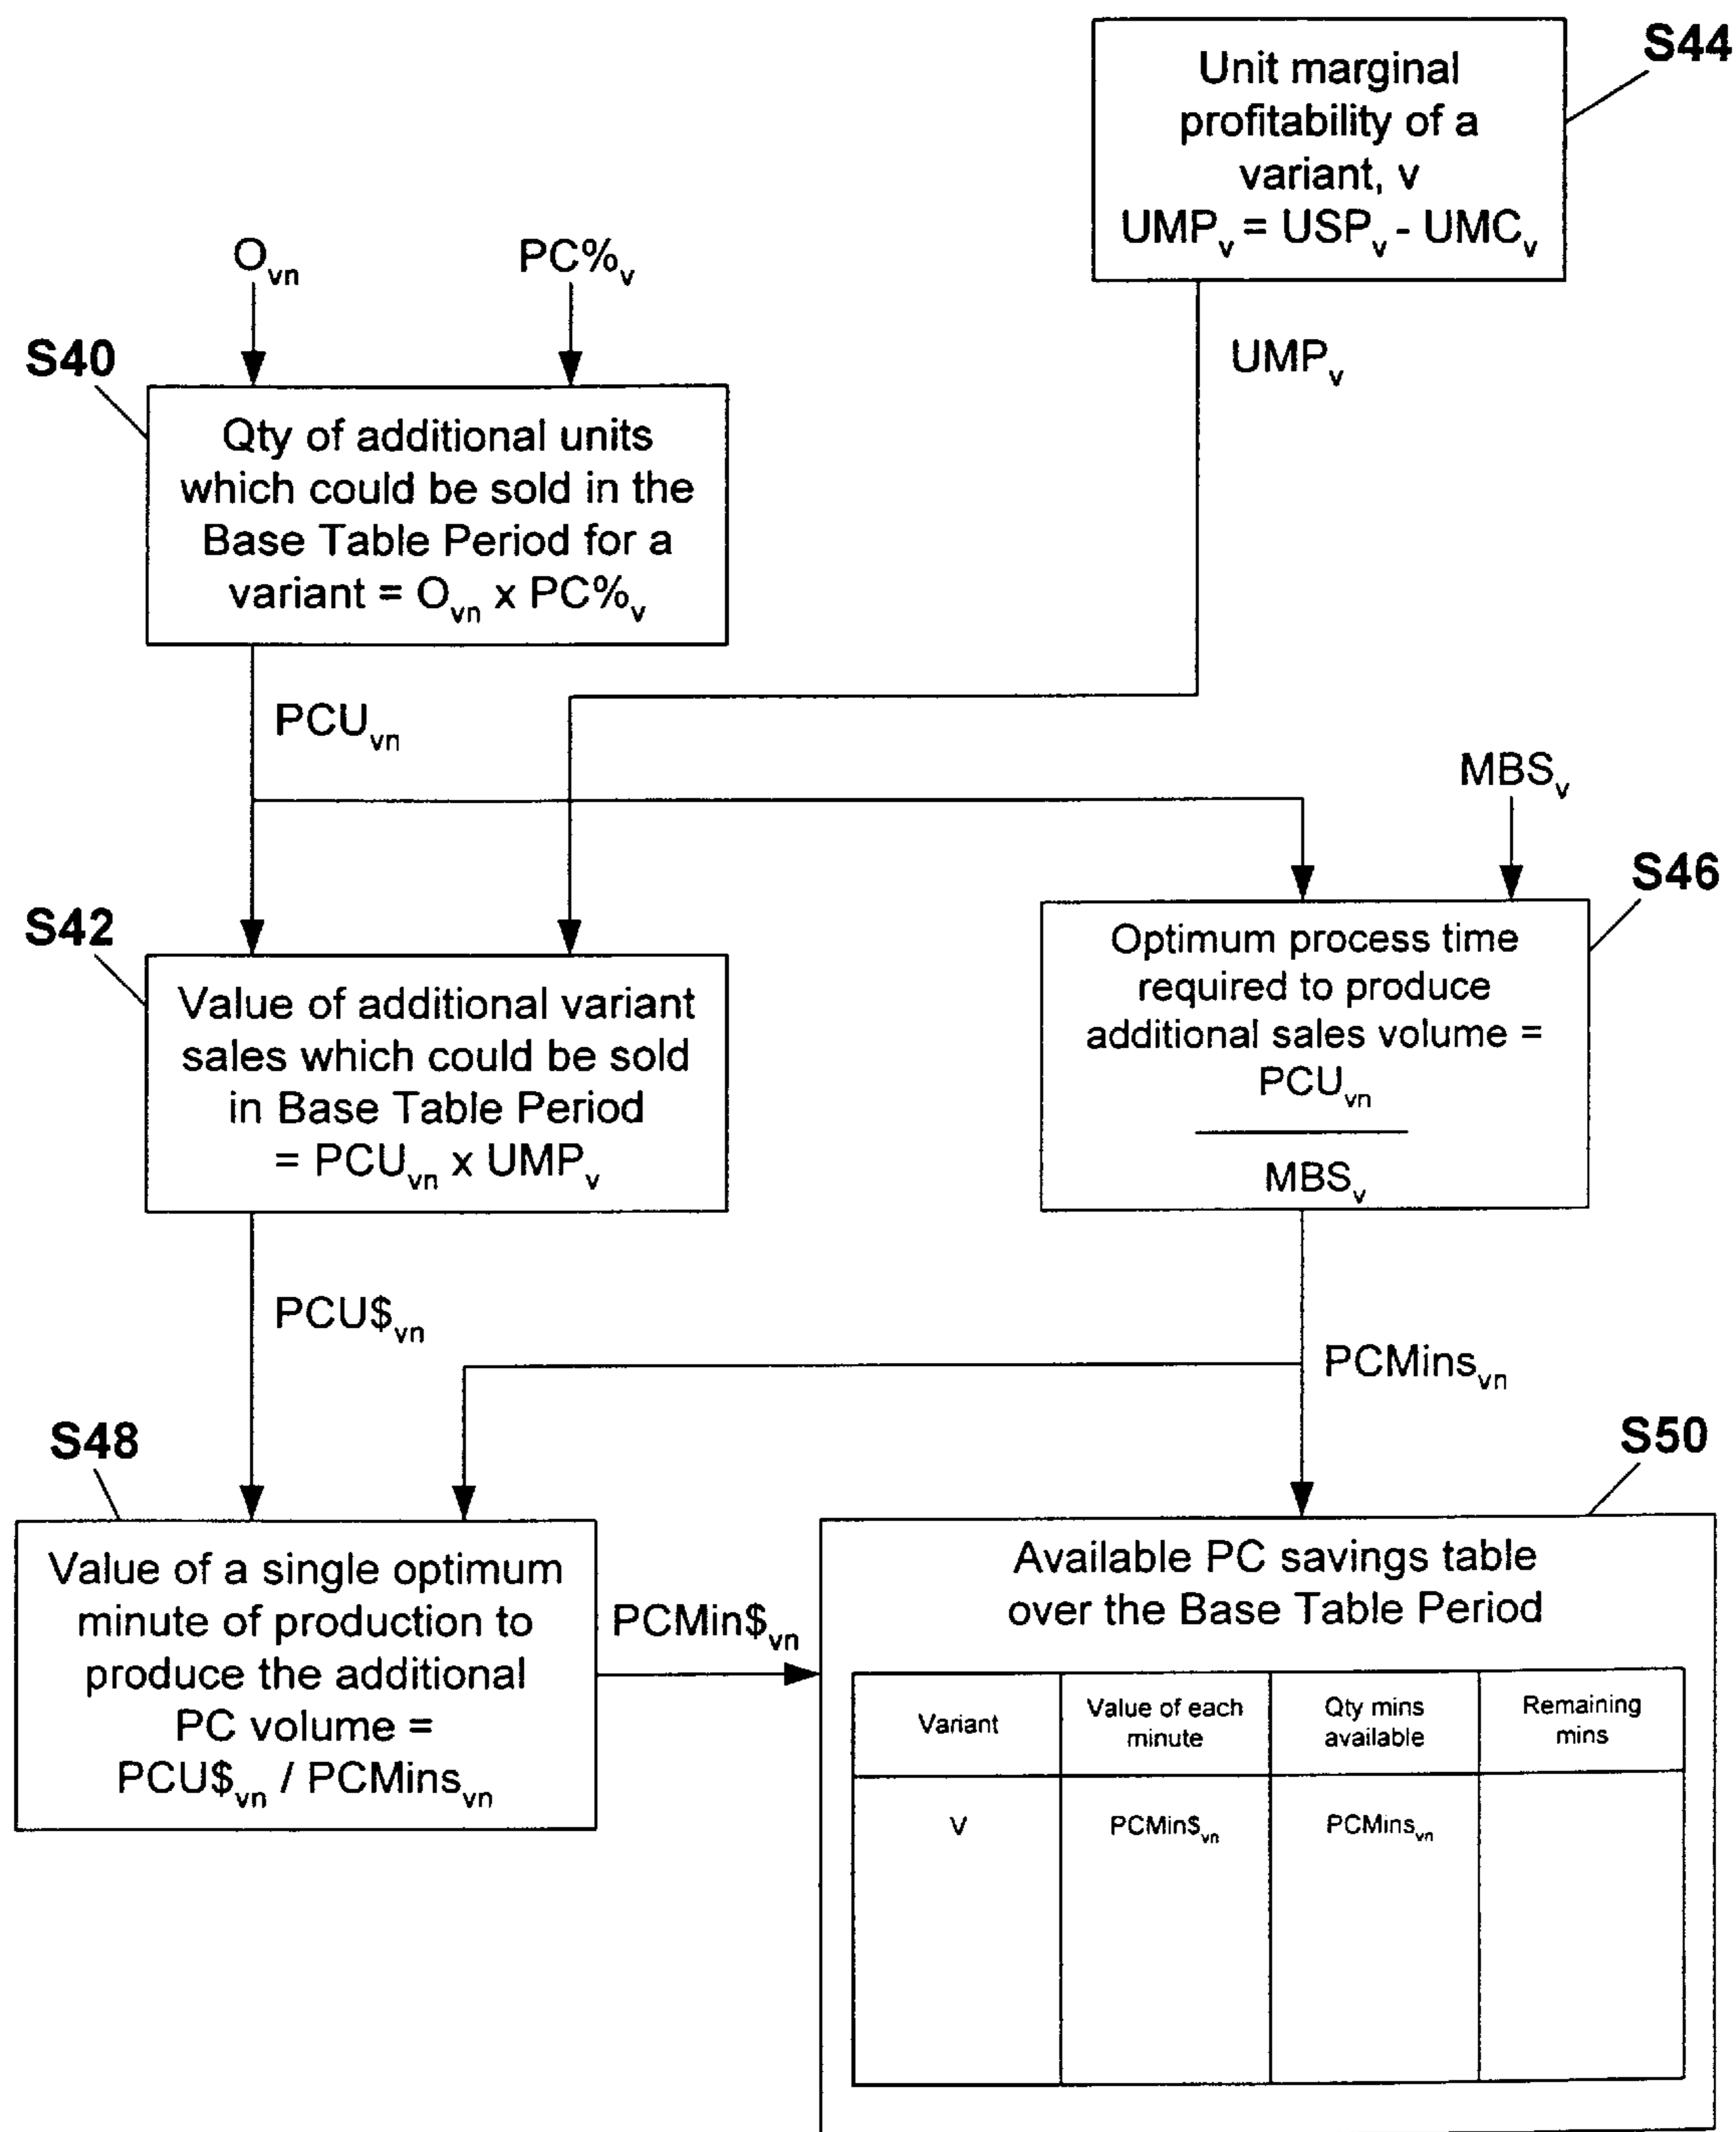 S44
Unit marginal
profitability of a
variant, v
UMPv = USPv - UMCv
Ovn
PC%v
UMPv
S40
Qty of additional units
which could be sold in the
Base Table Period for a
variant = Ovn x PC%v
PCUvn
MBSv
S46
S42
Value of additional variant
sales which could be sold
in Base Table Period
= PCUvn x UMPv
Optimum process time
required to produce
additional sales volume =
PCUvn
MBSv
PCU$vn
PCMinsvn
S48
S50
Value of a single optimum
minute of production to
produce the additional
PC volume =
PCU$vn / PCMinsvn
PCMin$vn
Available PC savings table
over the Base Table Period
Variant
Value of each
minute
Qty mins
available
Remaining
mins
V
PCMin$vn
PCMinsvn